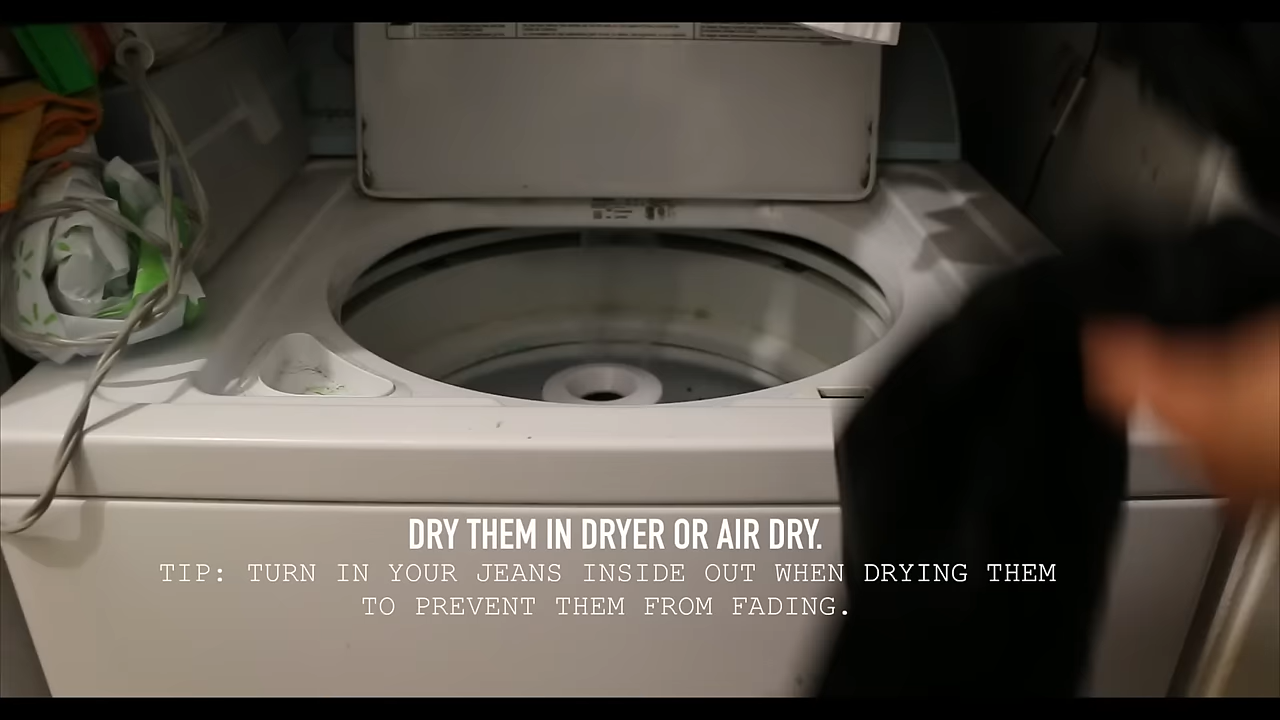 DRY THEM IN DRYER OR AIR DRY.
TIP: TURN IN YOUR JEANS INSIDE OUT WHEN DRYING THEM
TO PREVENT THEM FROM FADING.